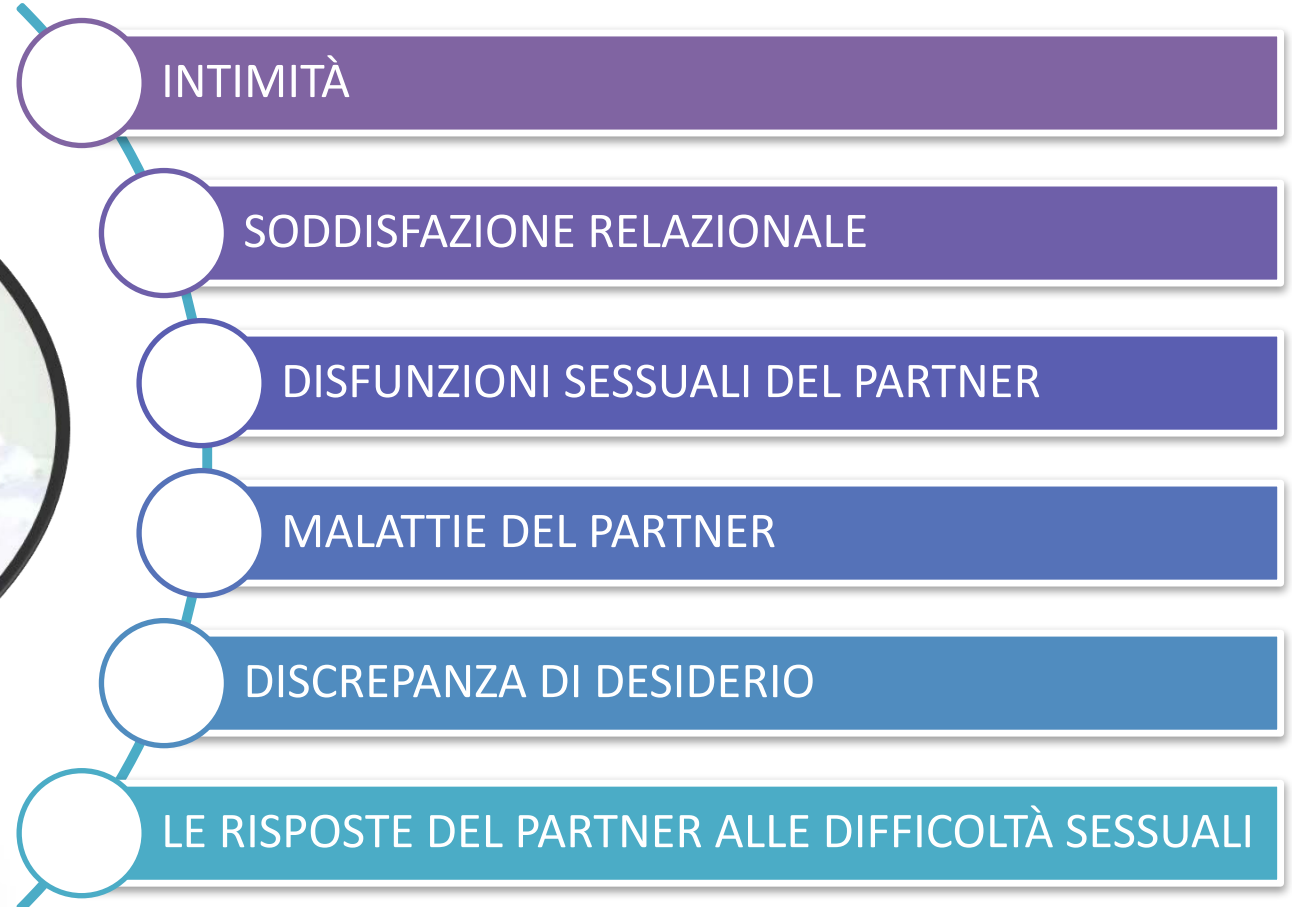 INTIMITÀ
SODDISFAZIONE RELAZIONALE
DISFUNZIONI SESSUALI DEL PARTNER
MALATTIE DEL PARTNER
DISCREPANZA DI DESIDERIO
LE RISPOSTE DEL PARTNER ALLE DIFFICOLTÀ SESSUALI